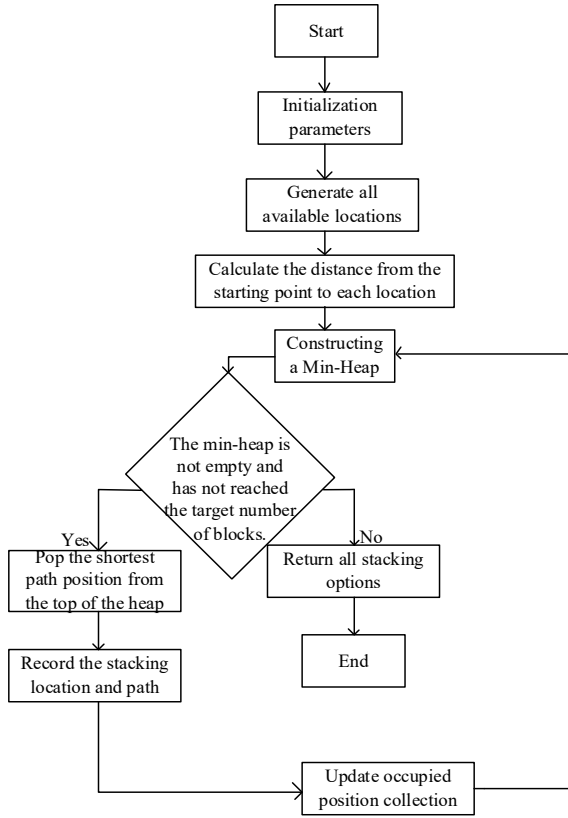 Start
Initialization
parameters
Generate all
available locations
Calculate the distance from the
starting point to each location
Constructing
a Min-Heap
The min-heap is
not empty and
has not reached
the target number
of blocks.
Yes
No
Pop the shortest
path position from
the top of the heap
Return all stacking
options
Record the stacking
location and path
End
Update occupied
position collection